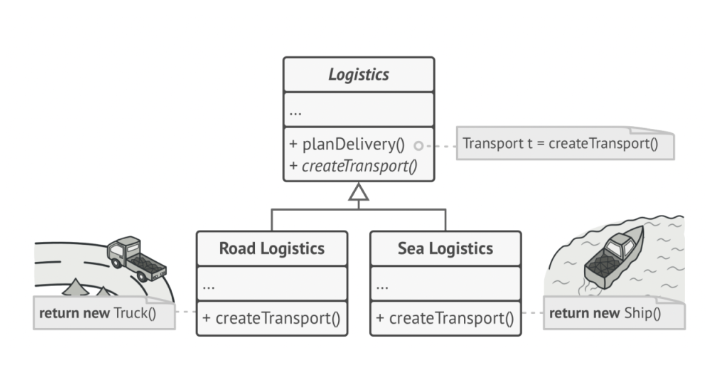 Logistics
...
+ planDelivery()
+ createTransport()
Transport t = createTransport()
Road Logistics
...
+ createTransport()
Sea Logistics
...
+ createTransport()
return new Truck()
return new Ship()